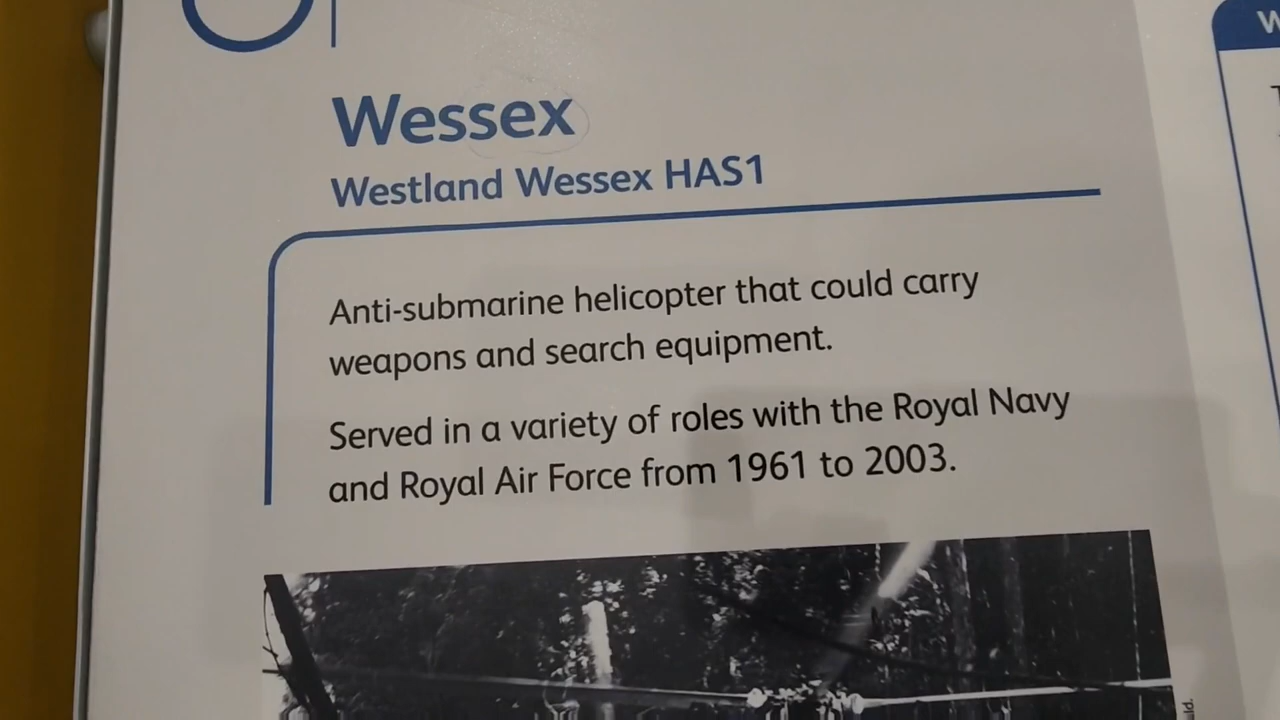 Wessex
Westland Wessex HAS1
Anti-submarine helicopter that could carry
weapons and search equipment.
Served in a variety of roles with the Royal Navy
and Royal Air Force from 1961 to 2003.